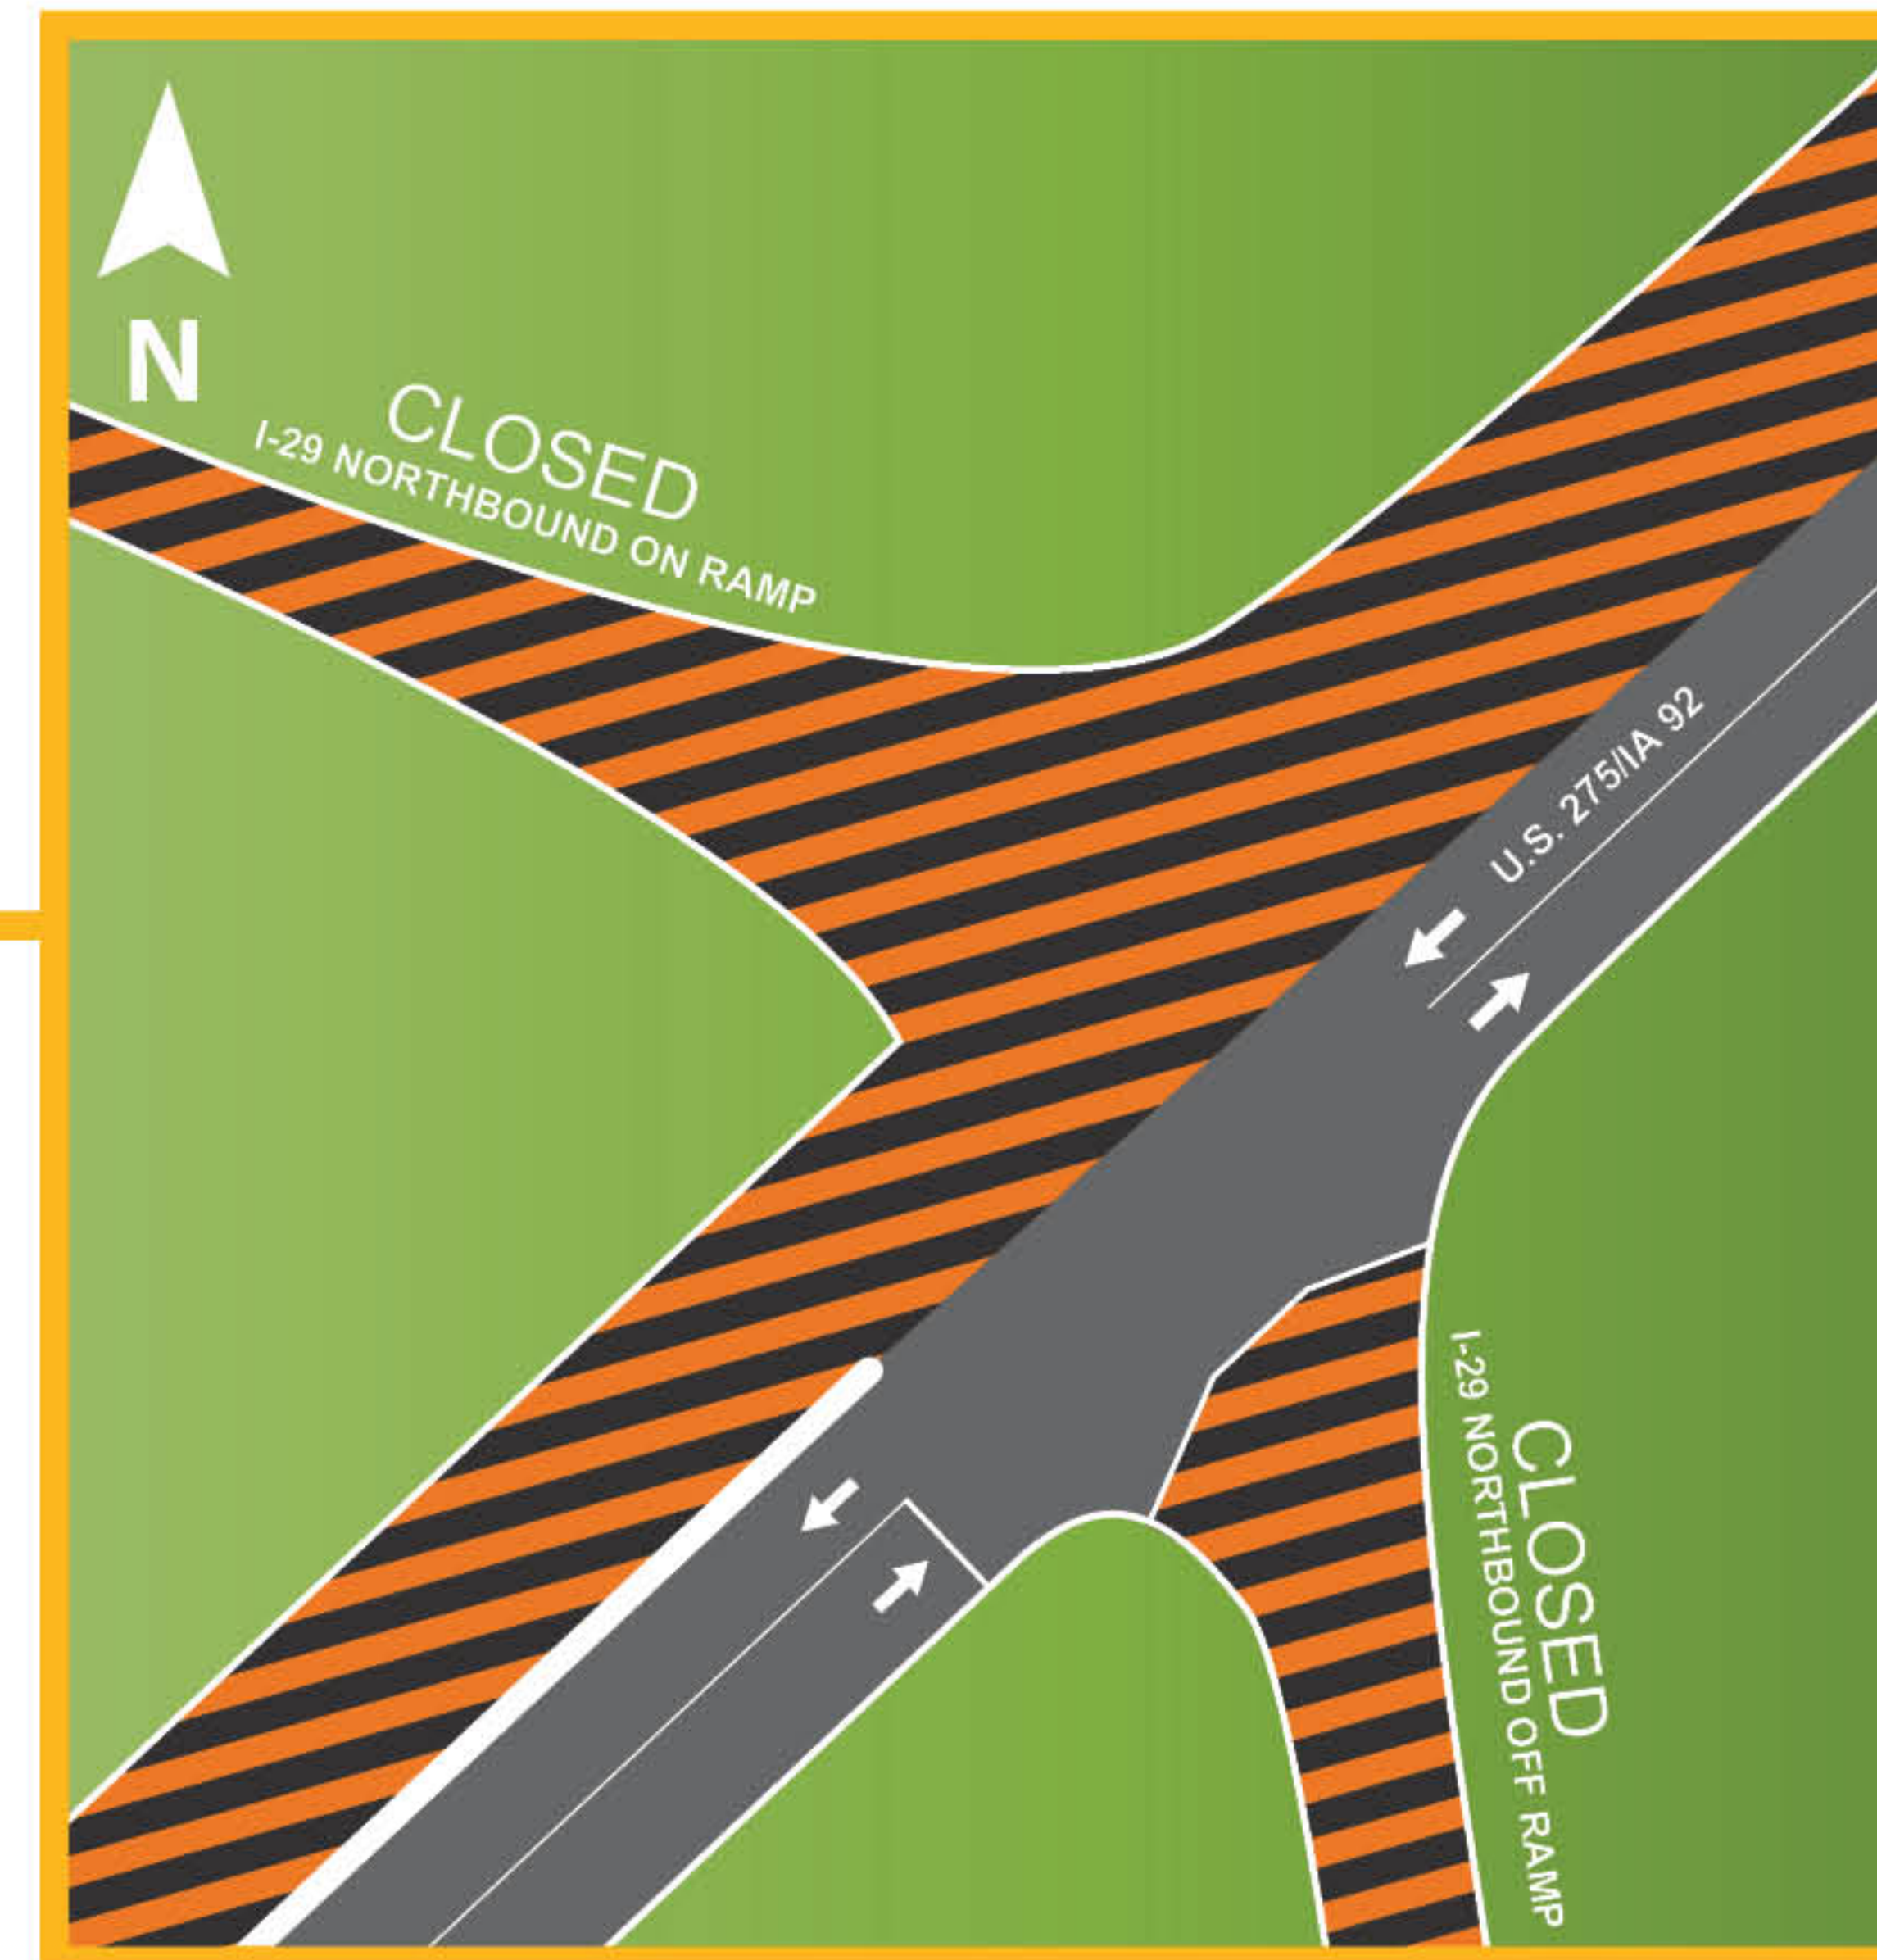 N
CLOSED
I-29 NORTHBOUND ON RAMP
U.S. 275/IA 92
CLOSED
I-29 NORTHBOUND OFF RAMP